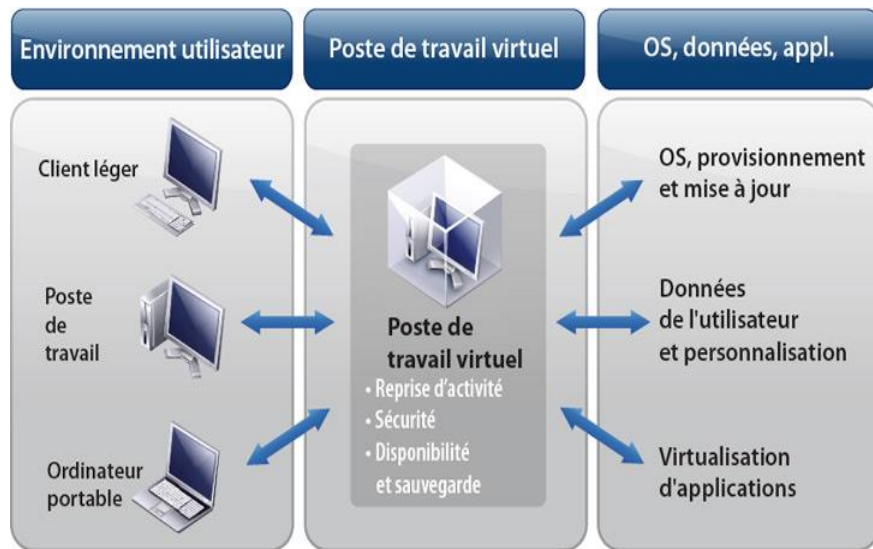 Environnement utilisateur
Poste de travail virtuel
OS, données, appl.
Client léger
Poste
de
travail
Ordinateur
portable
Poste de
travail virtuel
• Reprise d'activité
• Sécurité
• Disponibilité
et sauvegarde
OS, provisionnement
et mise à jour
Données
de l'utilisateur
et personnalisation
Virtualisation
d'applications